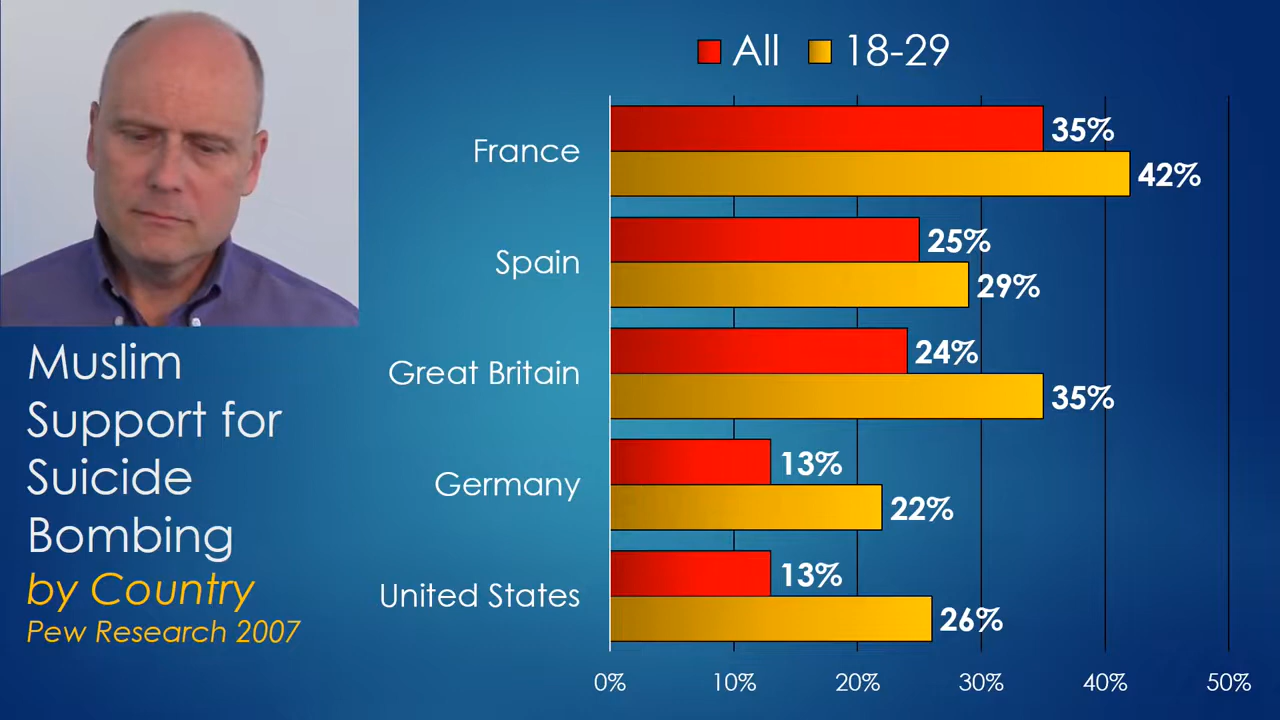 All 18-29
France
35%
42%
Spain
25%
29%
Great Britain
24%
35%
Germany
13%
22%
United States
13%
26%
0% 10% 20% 30% 40% 50%
Muslim
Support for
Suicide
Bombing
by Country
Pew Research 2007